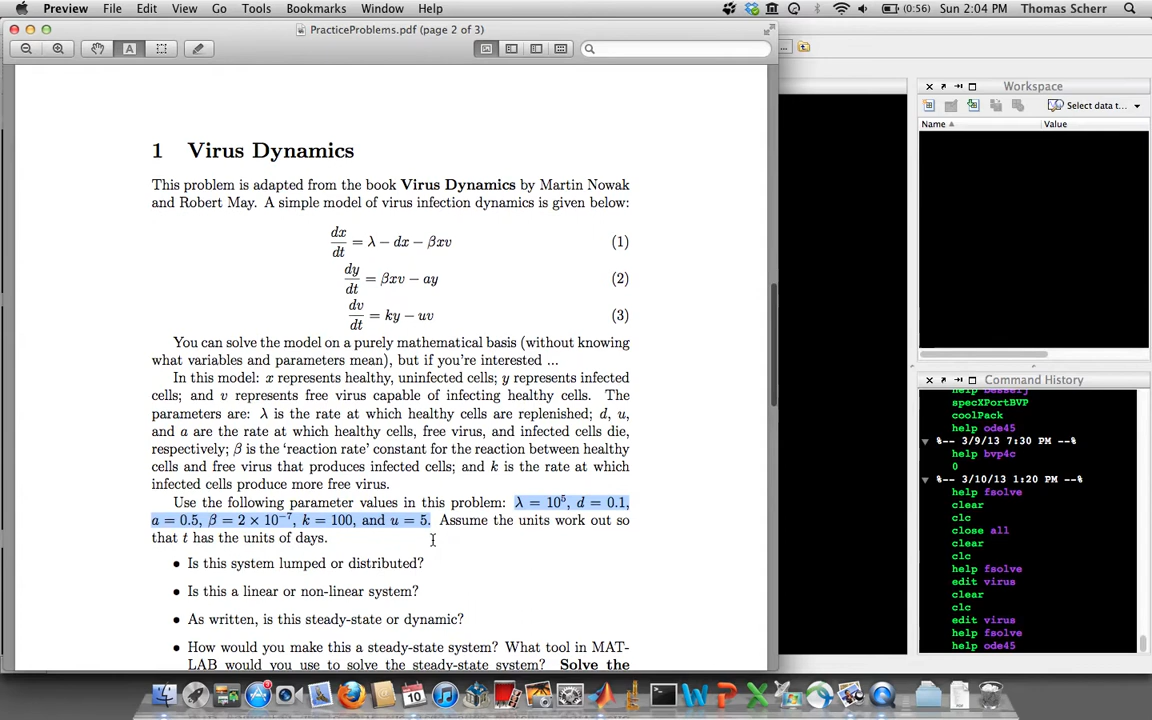 Preview File Edit View Go Tools Bookmarks Window Help (0:56) Sun 2:04 PM Thomas Scherr
PracticeProblems.pdf (page 2 of 3)
1 Virus Dynamics
This problem is adapted from the book Virus Dynamics by Martin Nowak
and Robert May. A simple model of virus infection dynamics is given below:
dx/dt = λ − dx − βxv (1)
dy/dt = βxv − ay (2)
dv/dt = ky − uv (3)
You can solve the model on a purely mathematical basis (without knowing
what variables and parameters mean), but if you're interested ...
In this model: x represents healthy, uninfected cells; y represents infected
cells; and v represents free virus capable of infecting healthy cells. The
parameters are: λ is the rate at which healthy cells are replenished; d, u,
and a are the rate at which healthy cells, free virus, and infected cells die,
respectively; β is the 'reaction rate' constant for the reaction between healthy
cells and free virus that produces infected cells; and k is the rate at which
infected cells produce more free virus.
Use the following parameter values in this problem: λ = 10⁵, d = 0.1,
a = 0.5, β = 2 × 10⁻⁷, k = 100, and u = 5. Assume the units work out so
that t has the units of days.
• Is this system lumped or distributed?
• Is this a linear or non-linear system?
• As written, is this steady-state or dynamic?
• How would you make this a steady-state system? What tool in MAT-
LAB would you use to solve the steady-state system? Solve the
...
Workspace
Select data t...
Name Value
Command History
specXPortBVP
coolPack
help ode45
%-- 3/9/13 7:30 PM --%
help bvp4c
0
%-- 3/10/13 1:20 PM --%
help fsolve
clear
clc
close all
clear
clc
help fsolve
edit virus
clear
clc
edit virus
help fsolve
help ode45